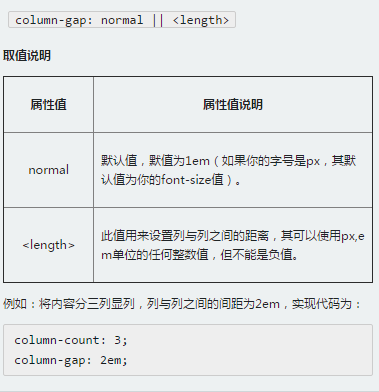 column-gap: normal || <length>
取值说明
属性值
属性值说明
normal
默认值，默值为1em（如果你的字号是px，其默
认值为你的font-size值）。
<length>
此值用来设置列与列之间的距离，其可以使用px,e
m单位的任何整数值，但不能是负值。
例如：将内容分三列显列，列与列之间的间距为2em，实现代码为：
column-count: 3;
column-gap: 2em;